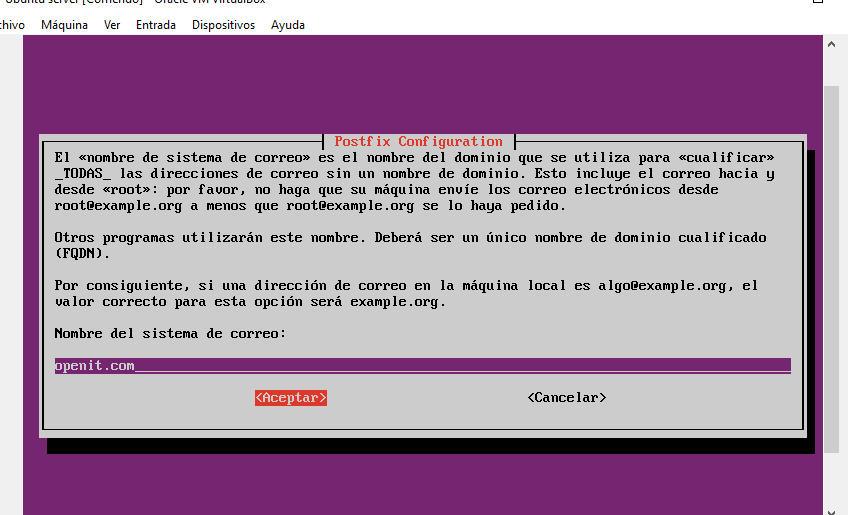 Ubuntu server [Corriendo] - Oracle VM VirtualBox
chivo Máquina Ver Entrada Dispositivos Ayuda
Postfix Configuration
El «nombre de sistema de correo» es el nombre del dominio que se utiliza para «cualificar»
_TODAS_ las direcciones de correo sin un nombre de dominio. Esto incluye el correo hacia y
desde «root»: por favor, no haga que su máquina envíe los correo electrónicos desde
root@example.org a menos que root@example.org se lo haya pedido.
Otros programas utilizarán este nombre. Deberá ser un único nombre de dominio cualificado
(FQDN).
Por consiguiente, si una dirección de correo en la máquina local es algo@example.org, el
valor correcto para esta opción será example.org.
Nombre del sistema de correo:
openit.com
<Aceptar> <Cancelar>